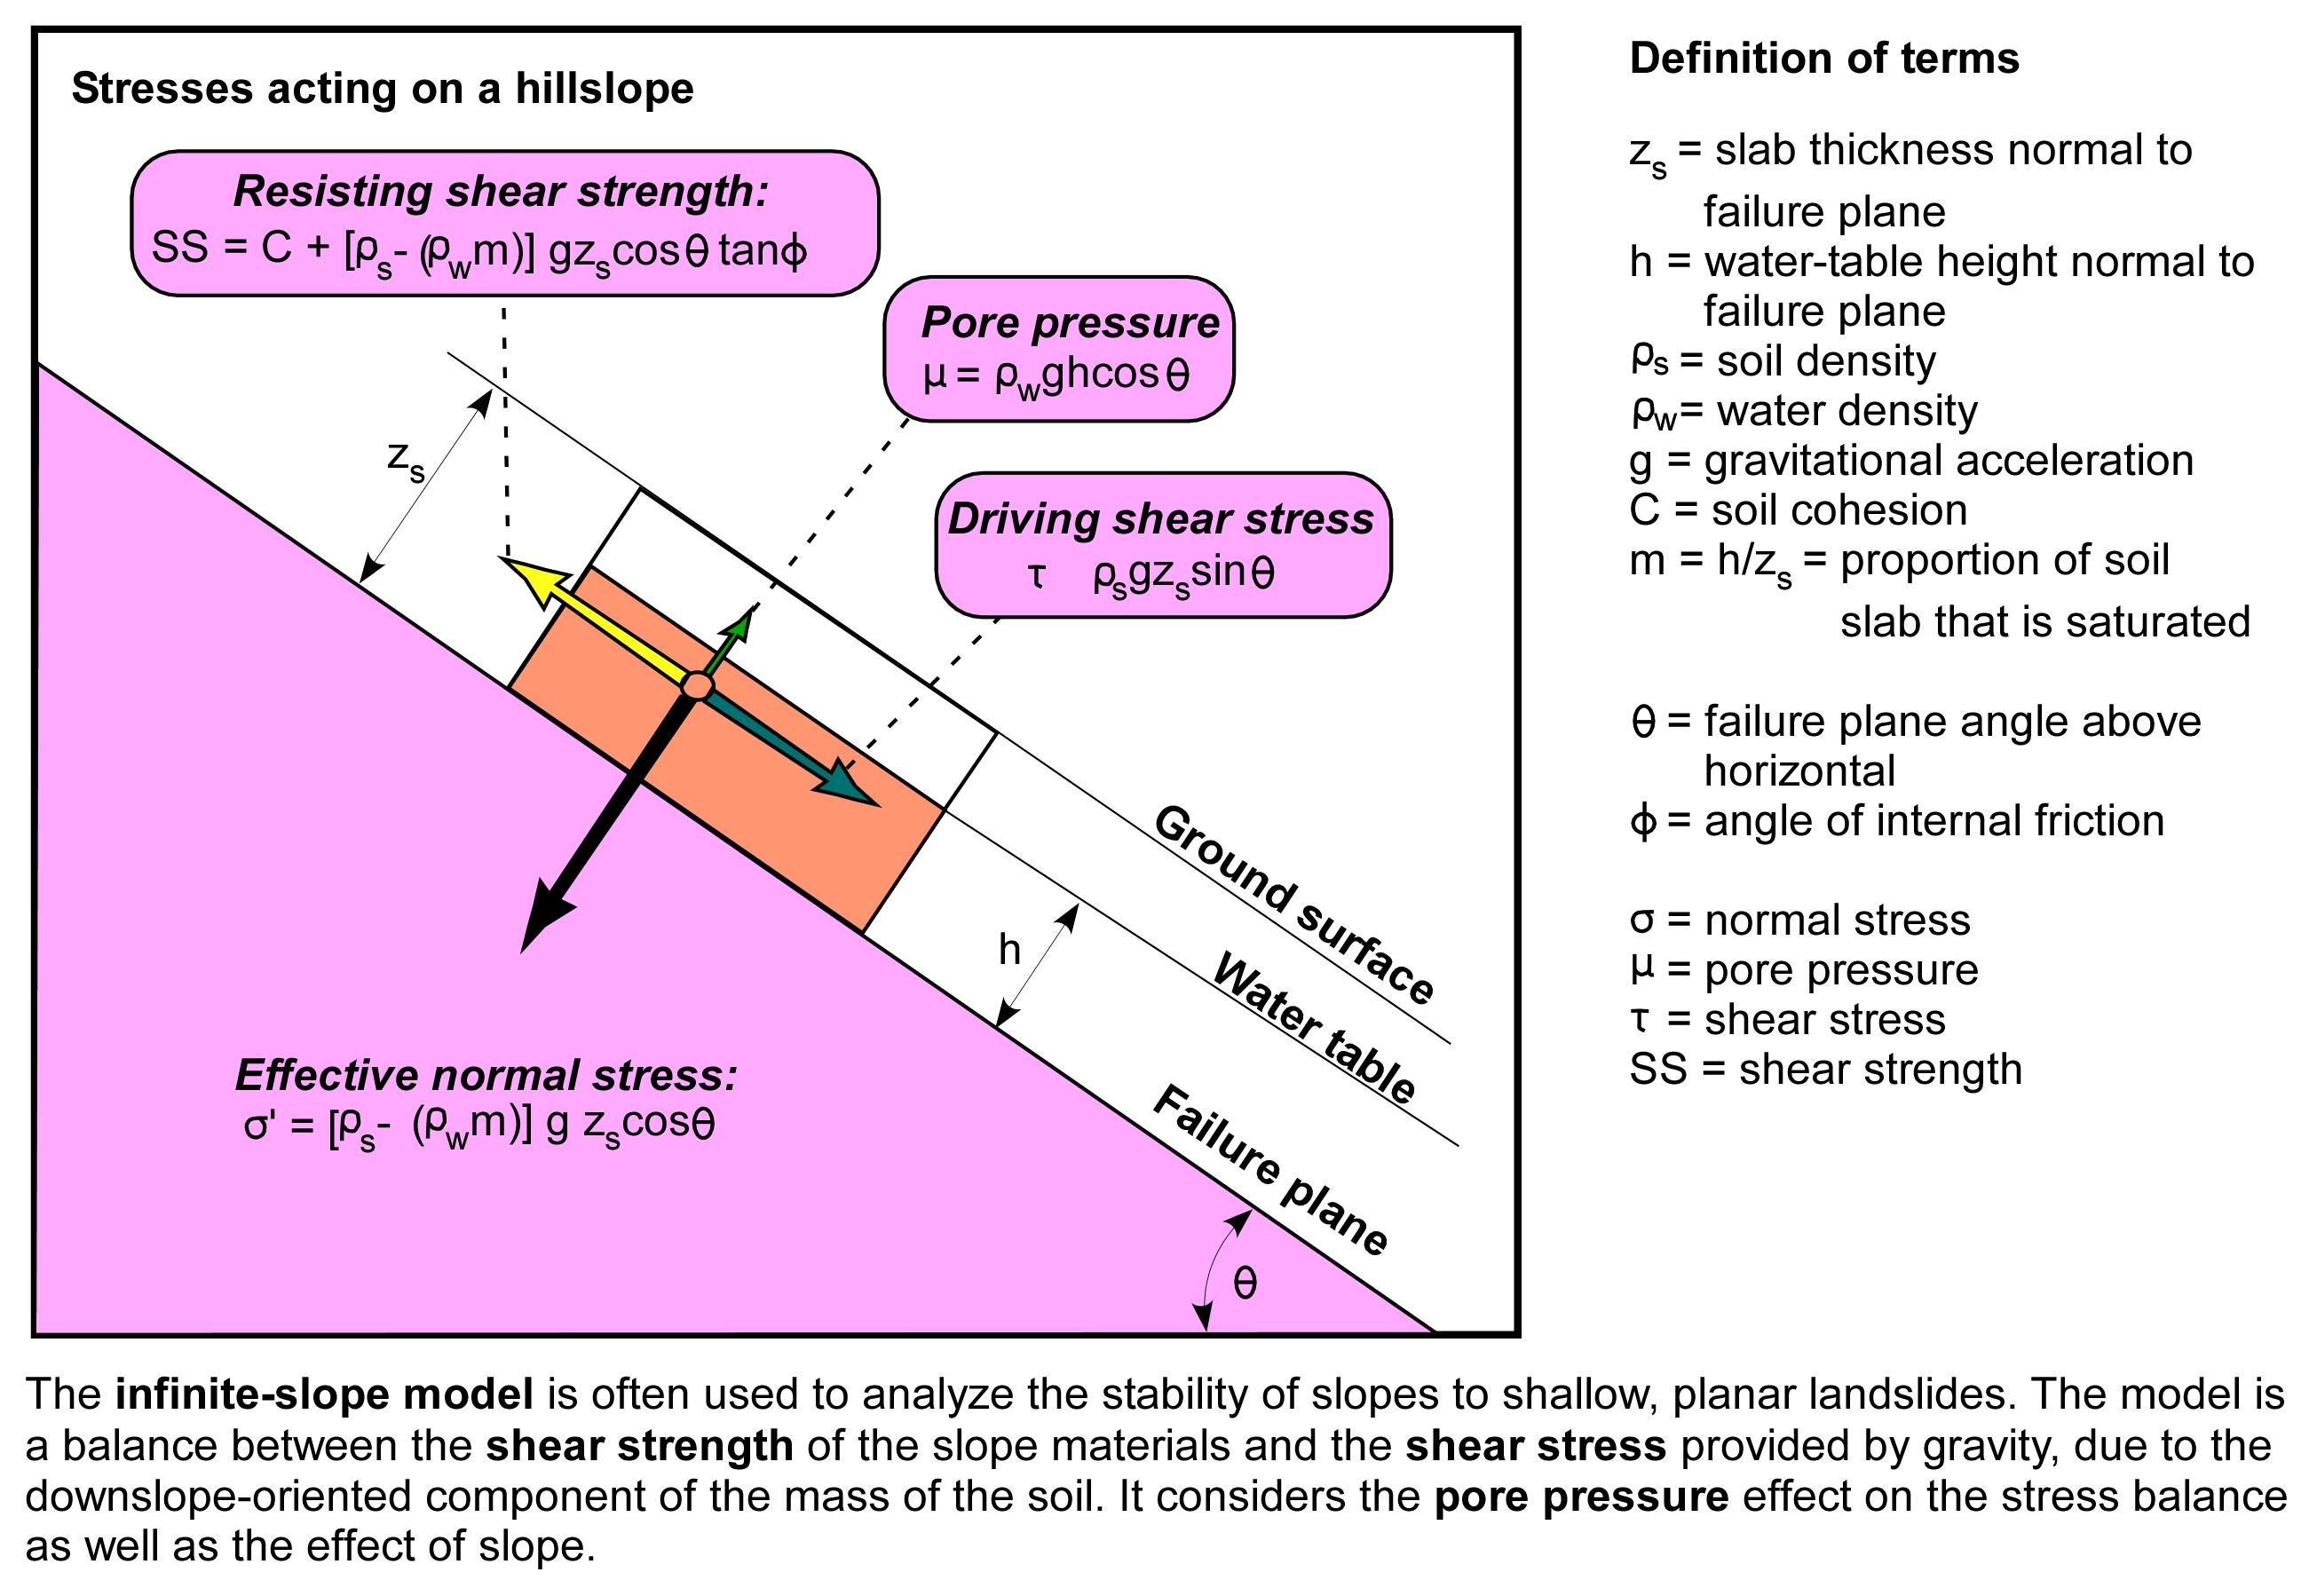 Stresses acting on a hillslope
Resisting shear strength:
SS = C + [ρs- (ρwm)] gzscosθ tanϕ
Pore pressure
μ = ρwghcosθ
Driving shear stress
τ ρsgzssinθ
zs
h
Ground surface
Water table
Failure plane
θ
Effective normal stress:
σ' = [ρs- (ρwm)] g zscosθ
Definition of terms
zs = slab thickness normal to
failure plane
h = water-table height normal to
failure plane
ρs = soil density
ρw = water density
g = gravitational acceleration
C = soil cohesion
m = h/zs = proportion of soil
slab that is saturated
θ = failure plane angle above
horizontal
ϕ = angle of internal friction
σ = normal stress
μ = pore pressure
τ = shear stress
SS = shear strength
The infinite-slope model is often used to analyze the stability of slopes to shallow, planar landslides. The model is
a balance between the shear strength of the slope materials and the shear stress provided by gravity, due to the
downslope-oriented component of the mass of the soil. It considers the pore pressure effect on the stress balance
as well as the effect of slope.